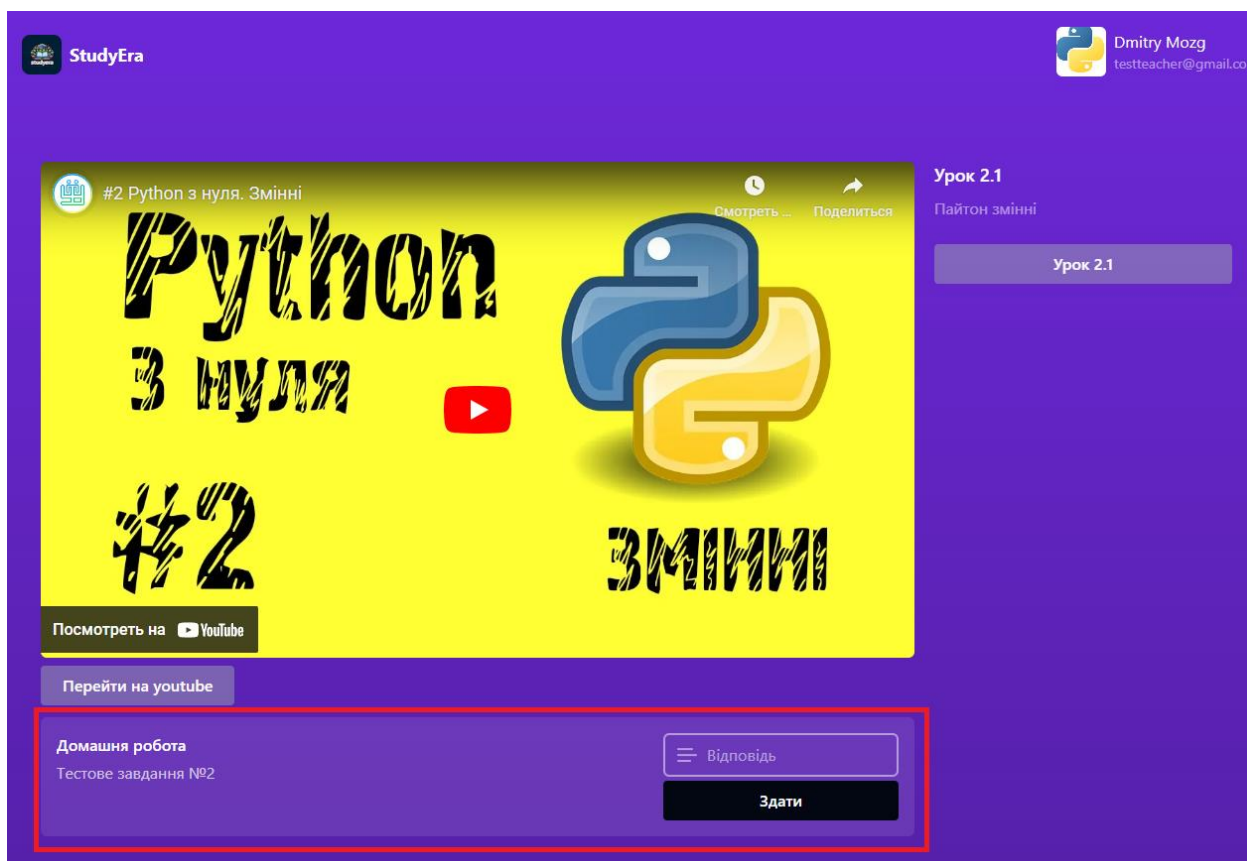 StudyEra
Dmitry Mozg
testteacher@gmail.co
#2 Python з нуля. Змінні
Смотреть ...
Поделиться
Python
З нуля
#2
ЗМІННІ
Посмотреть на YouTube
Урок 2.1
Пайтон змінні
Урок 2.1
Перейти на youtube
Домашня робота
Тестове завдання №2
Відповідь
Здати